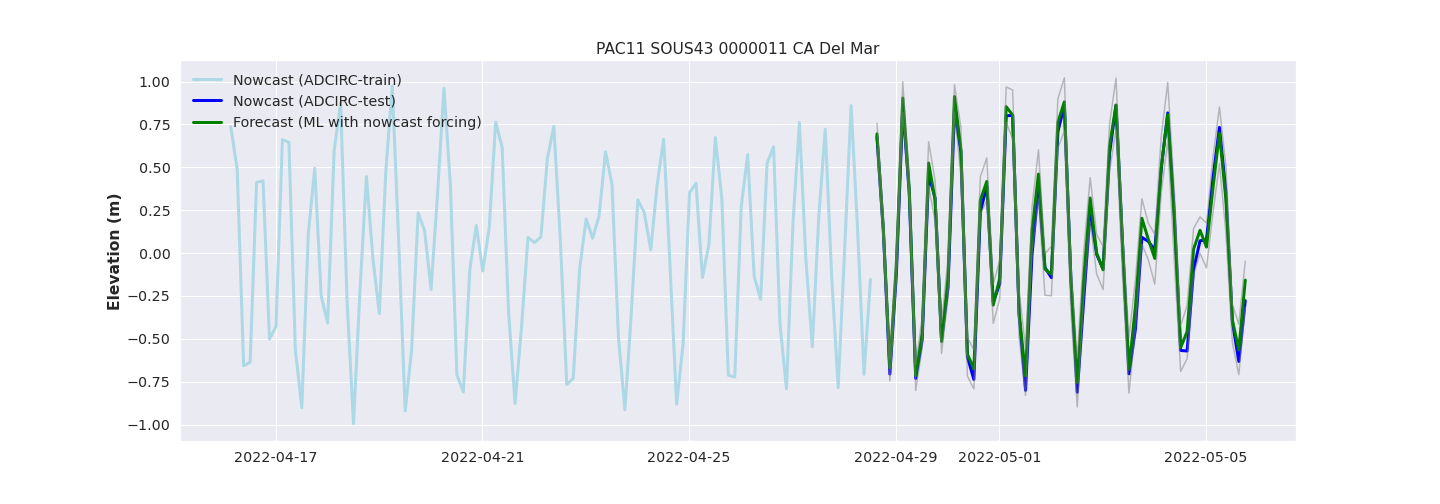 PAC11 SOUS43 0000011 CA Del Mar
Nowcast (ADCIRC-train)
Nowcast (ADCIRC-test)
Forecast (ML with nowcast forcing)
Elevation (m)
1.00
0.75
0.50
0.25
0.00
−0.25
−0.50
−0.75
−1.00
2022-04-17 2022-04-21 2022-04-25 2022-04-29 2022-05-01 2022-05-05